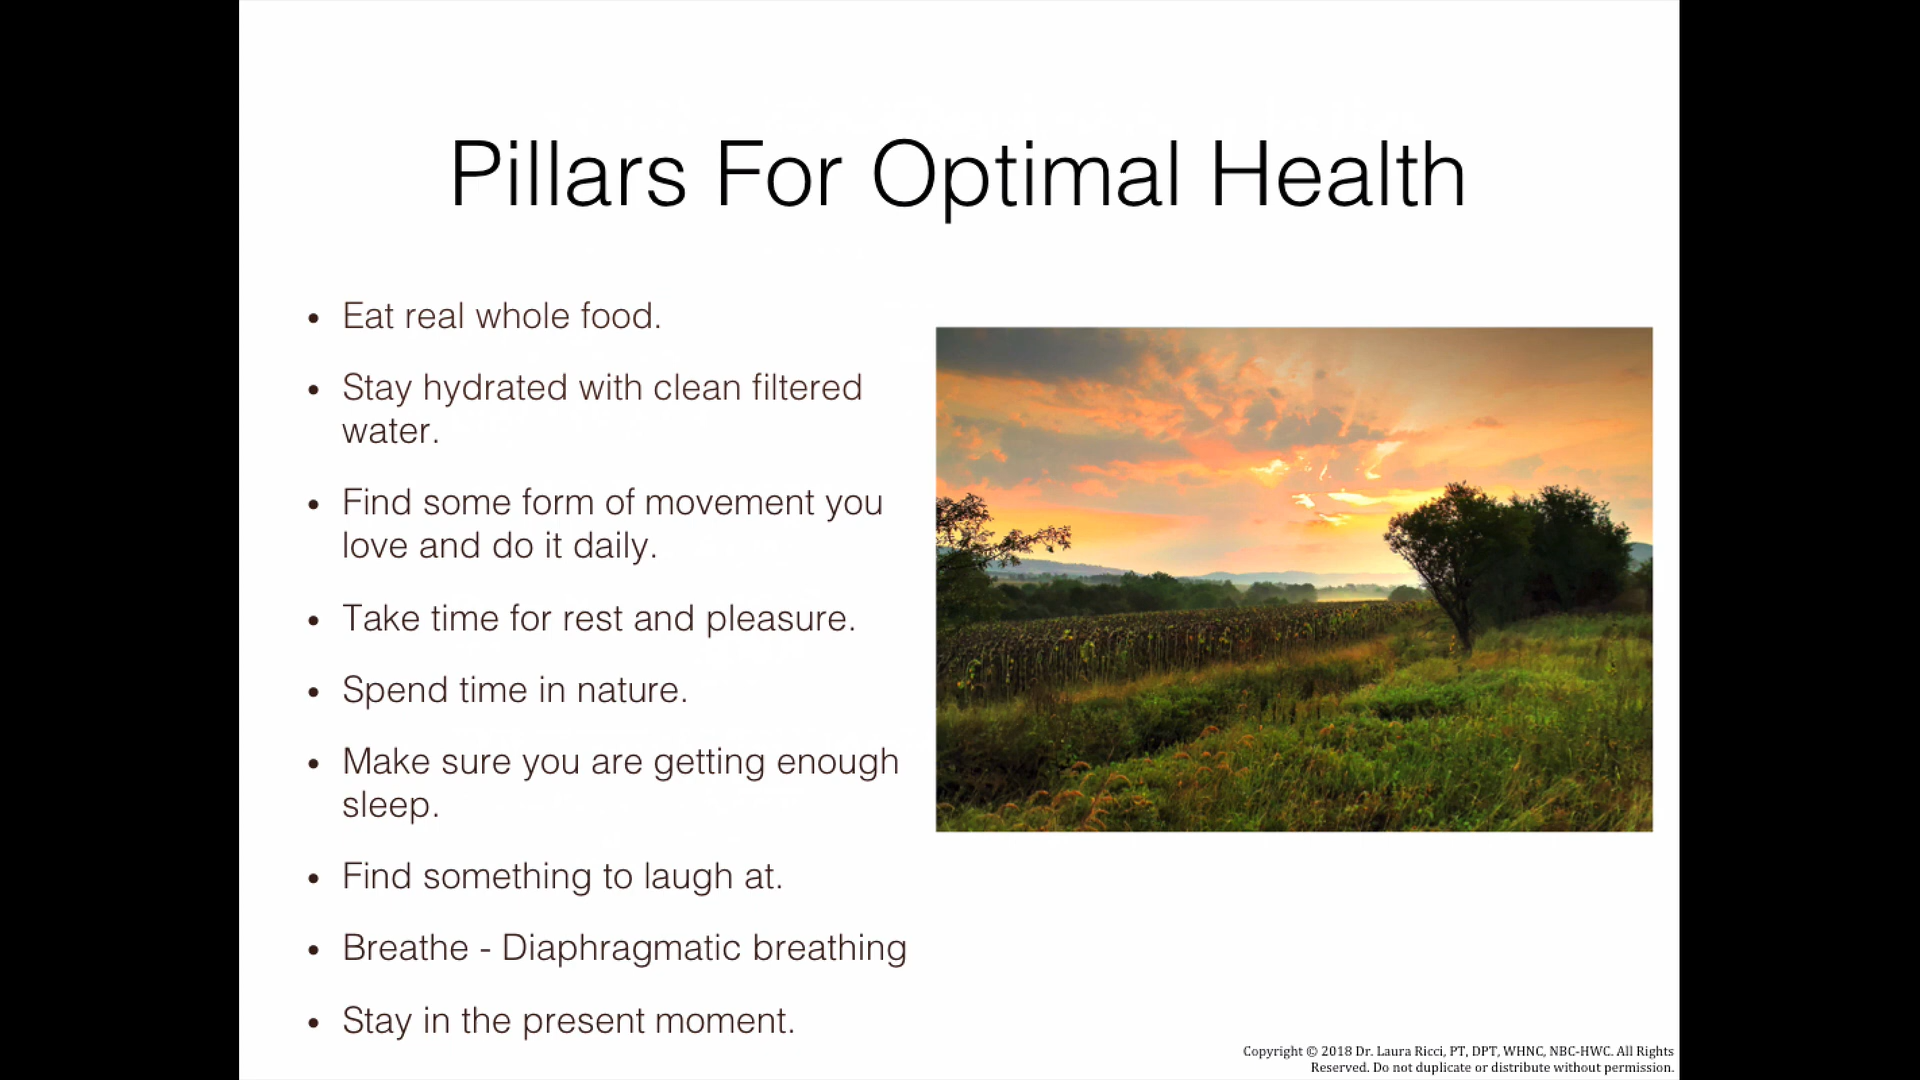 Pillars For Optimal Health
• Eat real whole food.
• Stay hydrated with clean filtered
water.
• Find some form of movement you
love and do it daily.
• Take time for rest and pleasure.
• Spend time in nature.
• Make sure you are getting enough
sleep.
• Find something to laugh at.
• Breathe - Diaphragmatic breathing
• Stay in the present moment.
Copyright © 2018 Dr. Laura Ricci, PT, DPT, WHNC, NBC-HWC. All Rights
Reserved. Do not duplicate or distribute without permission.